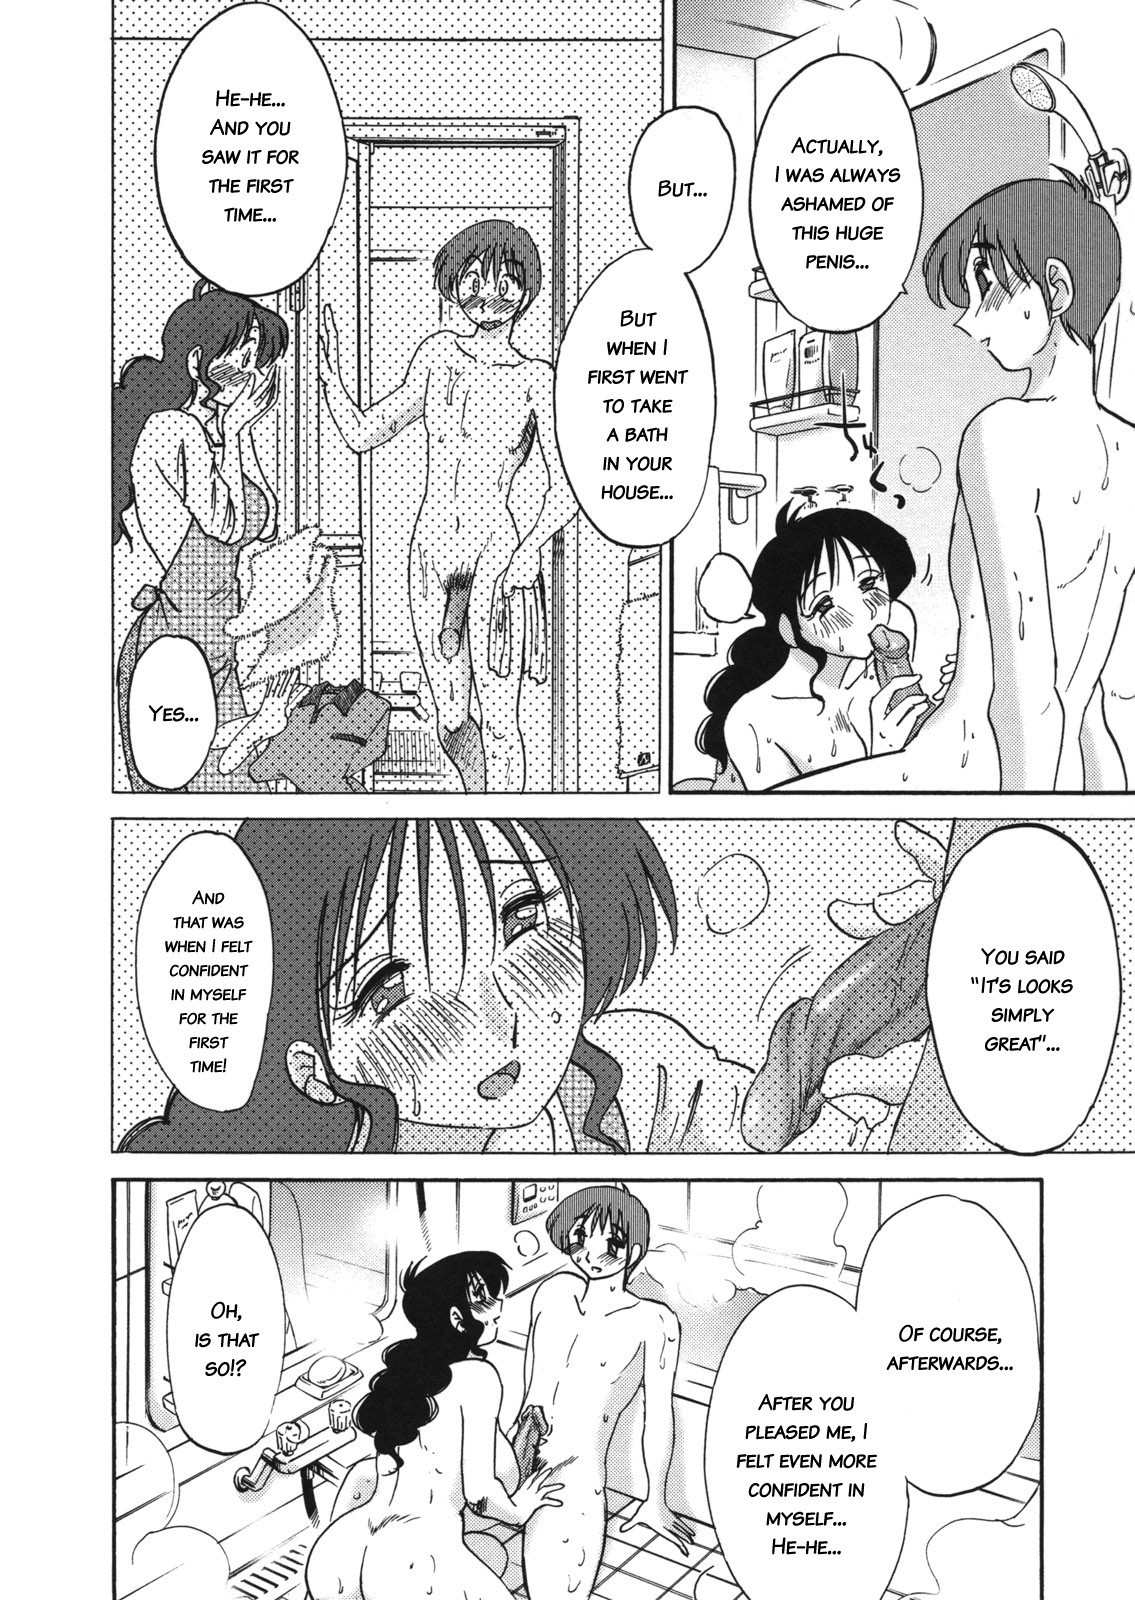 ACTUALLY,
I WAS ALWAYS
ASHAMED OF
THIS HUGE
PENIS...
BUT...
BUT
WHEN I
FIRST WENT
TO TAKE
A BATH
IN YOUR
HOUSE...
HE-HE...
AND YOU
SAW IT FOR
THE FIRST
TIME...
YES...
YOU SAID
"IT'S LOOKS
SIMPLY
GREAT"...
AND
THAT WAS
WHEN I FELT
CONFIDENT
IN MYSELF
FOR THE
FIRST
TIME!
OF COURSE,
AFTERWARDS...
AFTER YOU
PLEASED ME, I
FELT EVEN MORE
CONFIDENT IN
MYSELF...
HE-HE...
OH,
IS THAT
SO!?